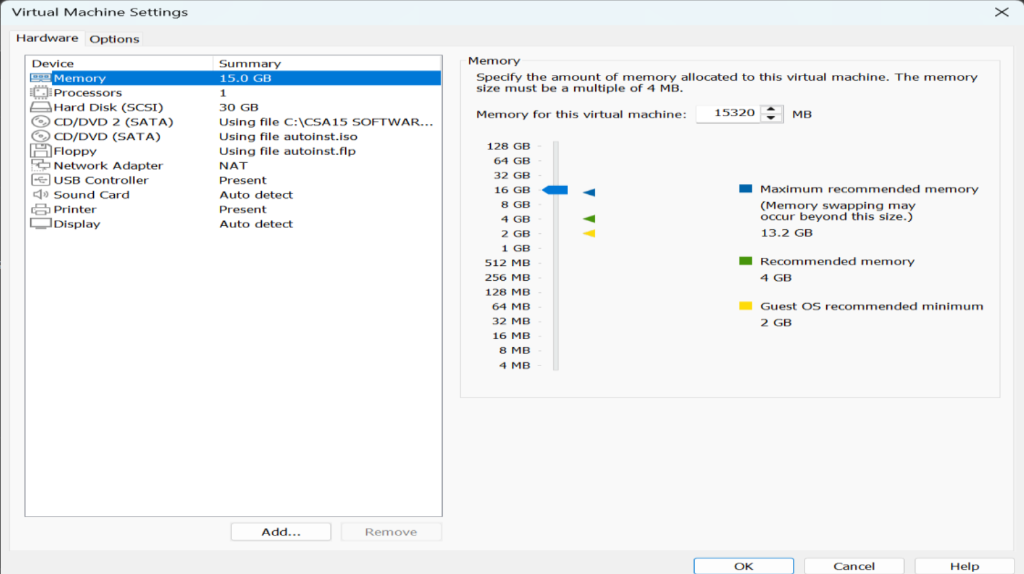 Virtual Machine Settings
Hardware Options
Device Summary
Memory 15.0 GB
Processors 1
Hard Disk (SCSI) 30 GB
CD/DVD 2 (SATA) Using file C:\CSA15 SOFTWAR...
CD/DVD (SATA) Using file autoinst.iso
Floppy Using file autoinst.flp
Network Adapter NAT
USB Controller Present
Sound Card Auto detect
Printer Present
Display Auto detect
Add... Remove
Memory
Specify the amount of memory allocated to this virtual machine. The memory
size must be a multiple of 4 MB.
Memory for this virtual machine: 15320 MB
128 GB
64 GB
32 GB
16 GB
8 GB
4 GB
2 GB
1 GB
512 MB
256 MB
128 MB
64 MB
32 MB
16 MB
8 MB
4 MB
Maximum recommended memory
(Memory swapping may
occur beyond this size.)
13.2 GB
Recommended memory
4 GB
Guest OS recommended minimum
2 GB
OK Cancel Help